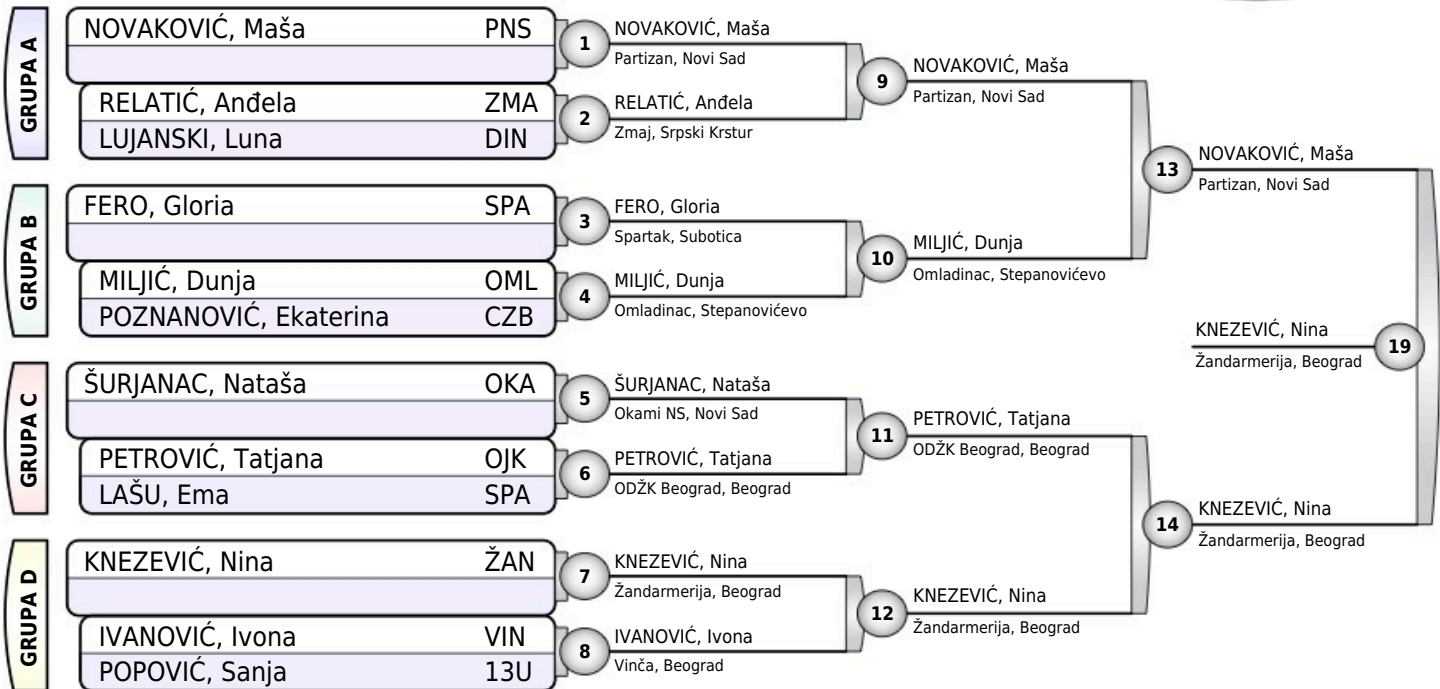 GRUPA A
NOVAKOVIĆ, Maša PNS
RELATIĆ, Anđela ZMA
LUJANSKI, Luna DIN
GRUPA B
FERO, Gloria SPA
MILJIĆ, Dunja OML
POZNANOVIĆ, Ekaterina CZB
GRUPA C
ŠURJANAC, Nataša OKA
PETROVIĆ, Tatjana OJK
LAŠU, Ema SPA
GRUPA D
KNEZEVIĆ, Nina ŽAN
IVANOVIĆ, Ivona VIN
POPOVIĆ, Sanja 13U
1
NOVAKOVIĆ, Maša
Partizan, Novi Sad
2
RELATIĆ, Anđela
Zmaj, Srpski Krstur
3
FERO, Gloria
Spartak, Subotica
4
MILJIĆ, Dunja
Omladinac, Stepanovićevo
5
ŠURJANAC, Nataša
Okami NS, Novi Sad
6
PETROVIĆ, Tatjana
ODŽK Beograd, Beograd
7
KNEZEVIĆ, Nina
Žandarmerija, Beograd
8
IVANOVIĆ, Ivona
Vinča, Beograd
9
NOVAKOVIĆ, Maša
Partizan, Novi Sad
10
MILJIĆ, Dunja
Omladinac, Stepanovićevo
11
PETROVIĆ, Tatjana
ODŽK Beograd, Beograd
12
KNEZEVIĆ, Nina
Žandarmerija, Beograd
13
NOVAKOVIĆ, Maša
Partizan, Novi Sad
14
KNEZEVIĆ, Nina
Žandarmerija, Beograd
KNEZEVIĆ, Nina
Žandarmerija, Beograd
19